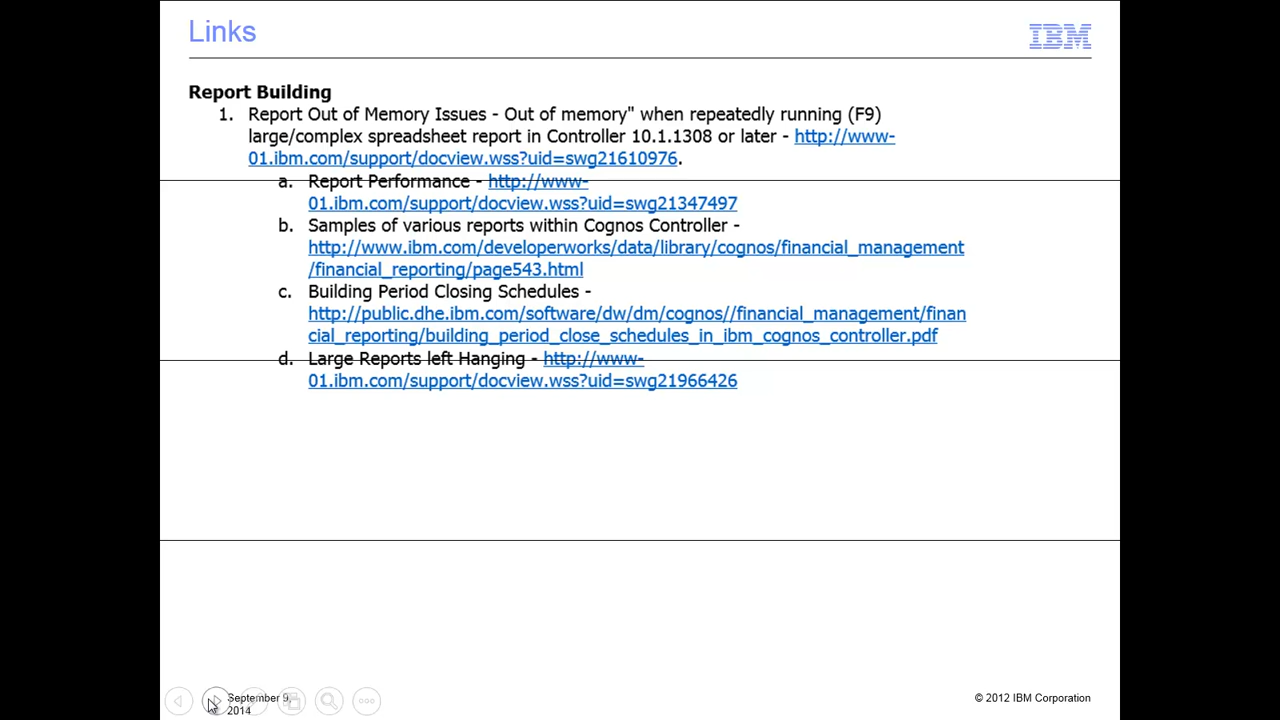 Links
IBM
Report Building
1. Report Out of Memory Issues - Out of memory" when repeatedly running (F9)
large/complex spreadsheet report in Controller 10.1.1308 or later - http://www-
01.ibm.com/support/docview.wss?uid=swg21610976.
a. Report Performance - http://www-
01.ibm.com/support/docview.wss?uid=swg21347497
b. Samples of various reports within Cognos Controller -
http://www.ibm.com/developerworks/data/library/cognos/financial_management
/financial_reporting/page543.html
c. Building Period Closing Schedules -
http://public.dhe.ibm.com/software/dw/dm/cognos//financial_management/finan
cial_reporting/building_period_close_schedules_in_ibm_cognos_controller.pdf
d. Large Reports left Hanging - http://www-
01.ibm.com/support/docview.wss?uid=swg21966426
September 9,
2014
© 2012 IBM Corporation